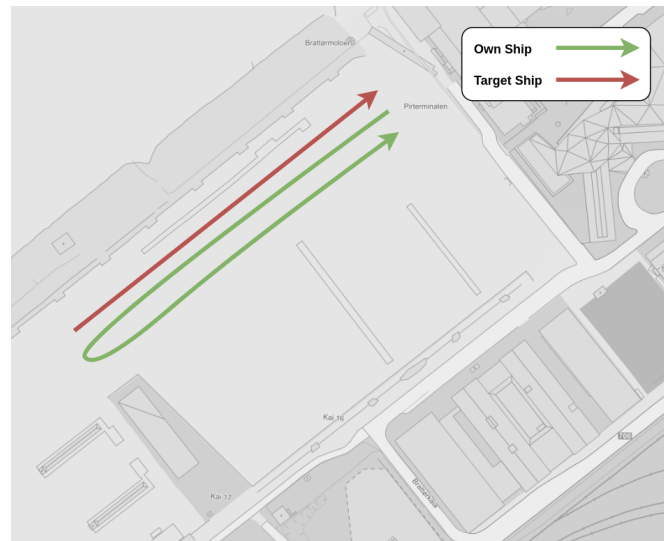 Brattørmoloen
Own Ship
Target Ship
Pirterminalen
Kai 16
Kai 17
Brattørkaia
706